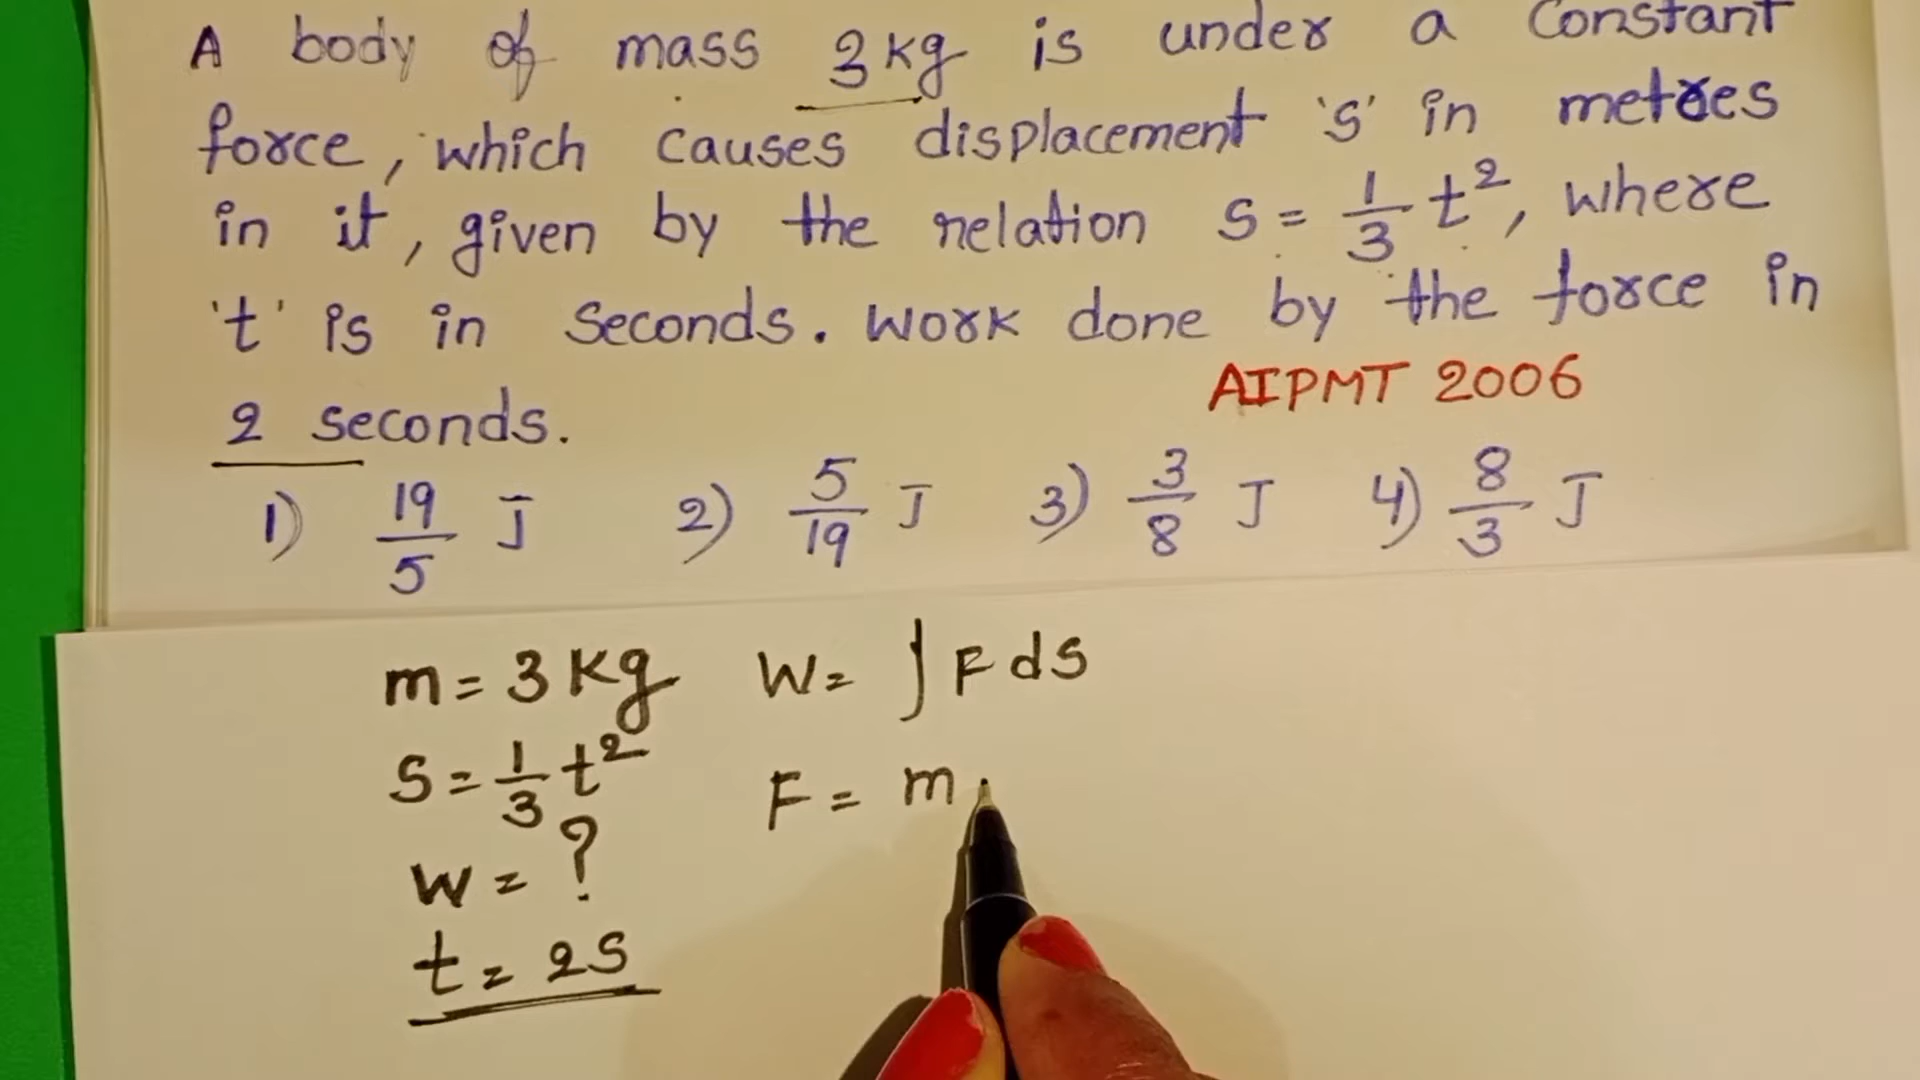 A body of mass 3kg is under a constant
force, which causes displacement 's' in metres
in it, given by the relation s = 1/3 t², where
't' is in seconds. Work done by the force in
2 seconds.
AIPMT 2006
1) 19/5 J 2) 5/19 J 3) 3/8 J 4) 8/3 J
m = 3 kg W = ∫ F ds
S = 1/3 t²
F = m
W = ?
t = 2S